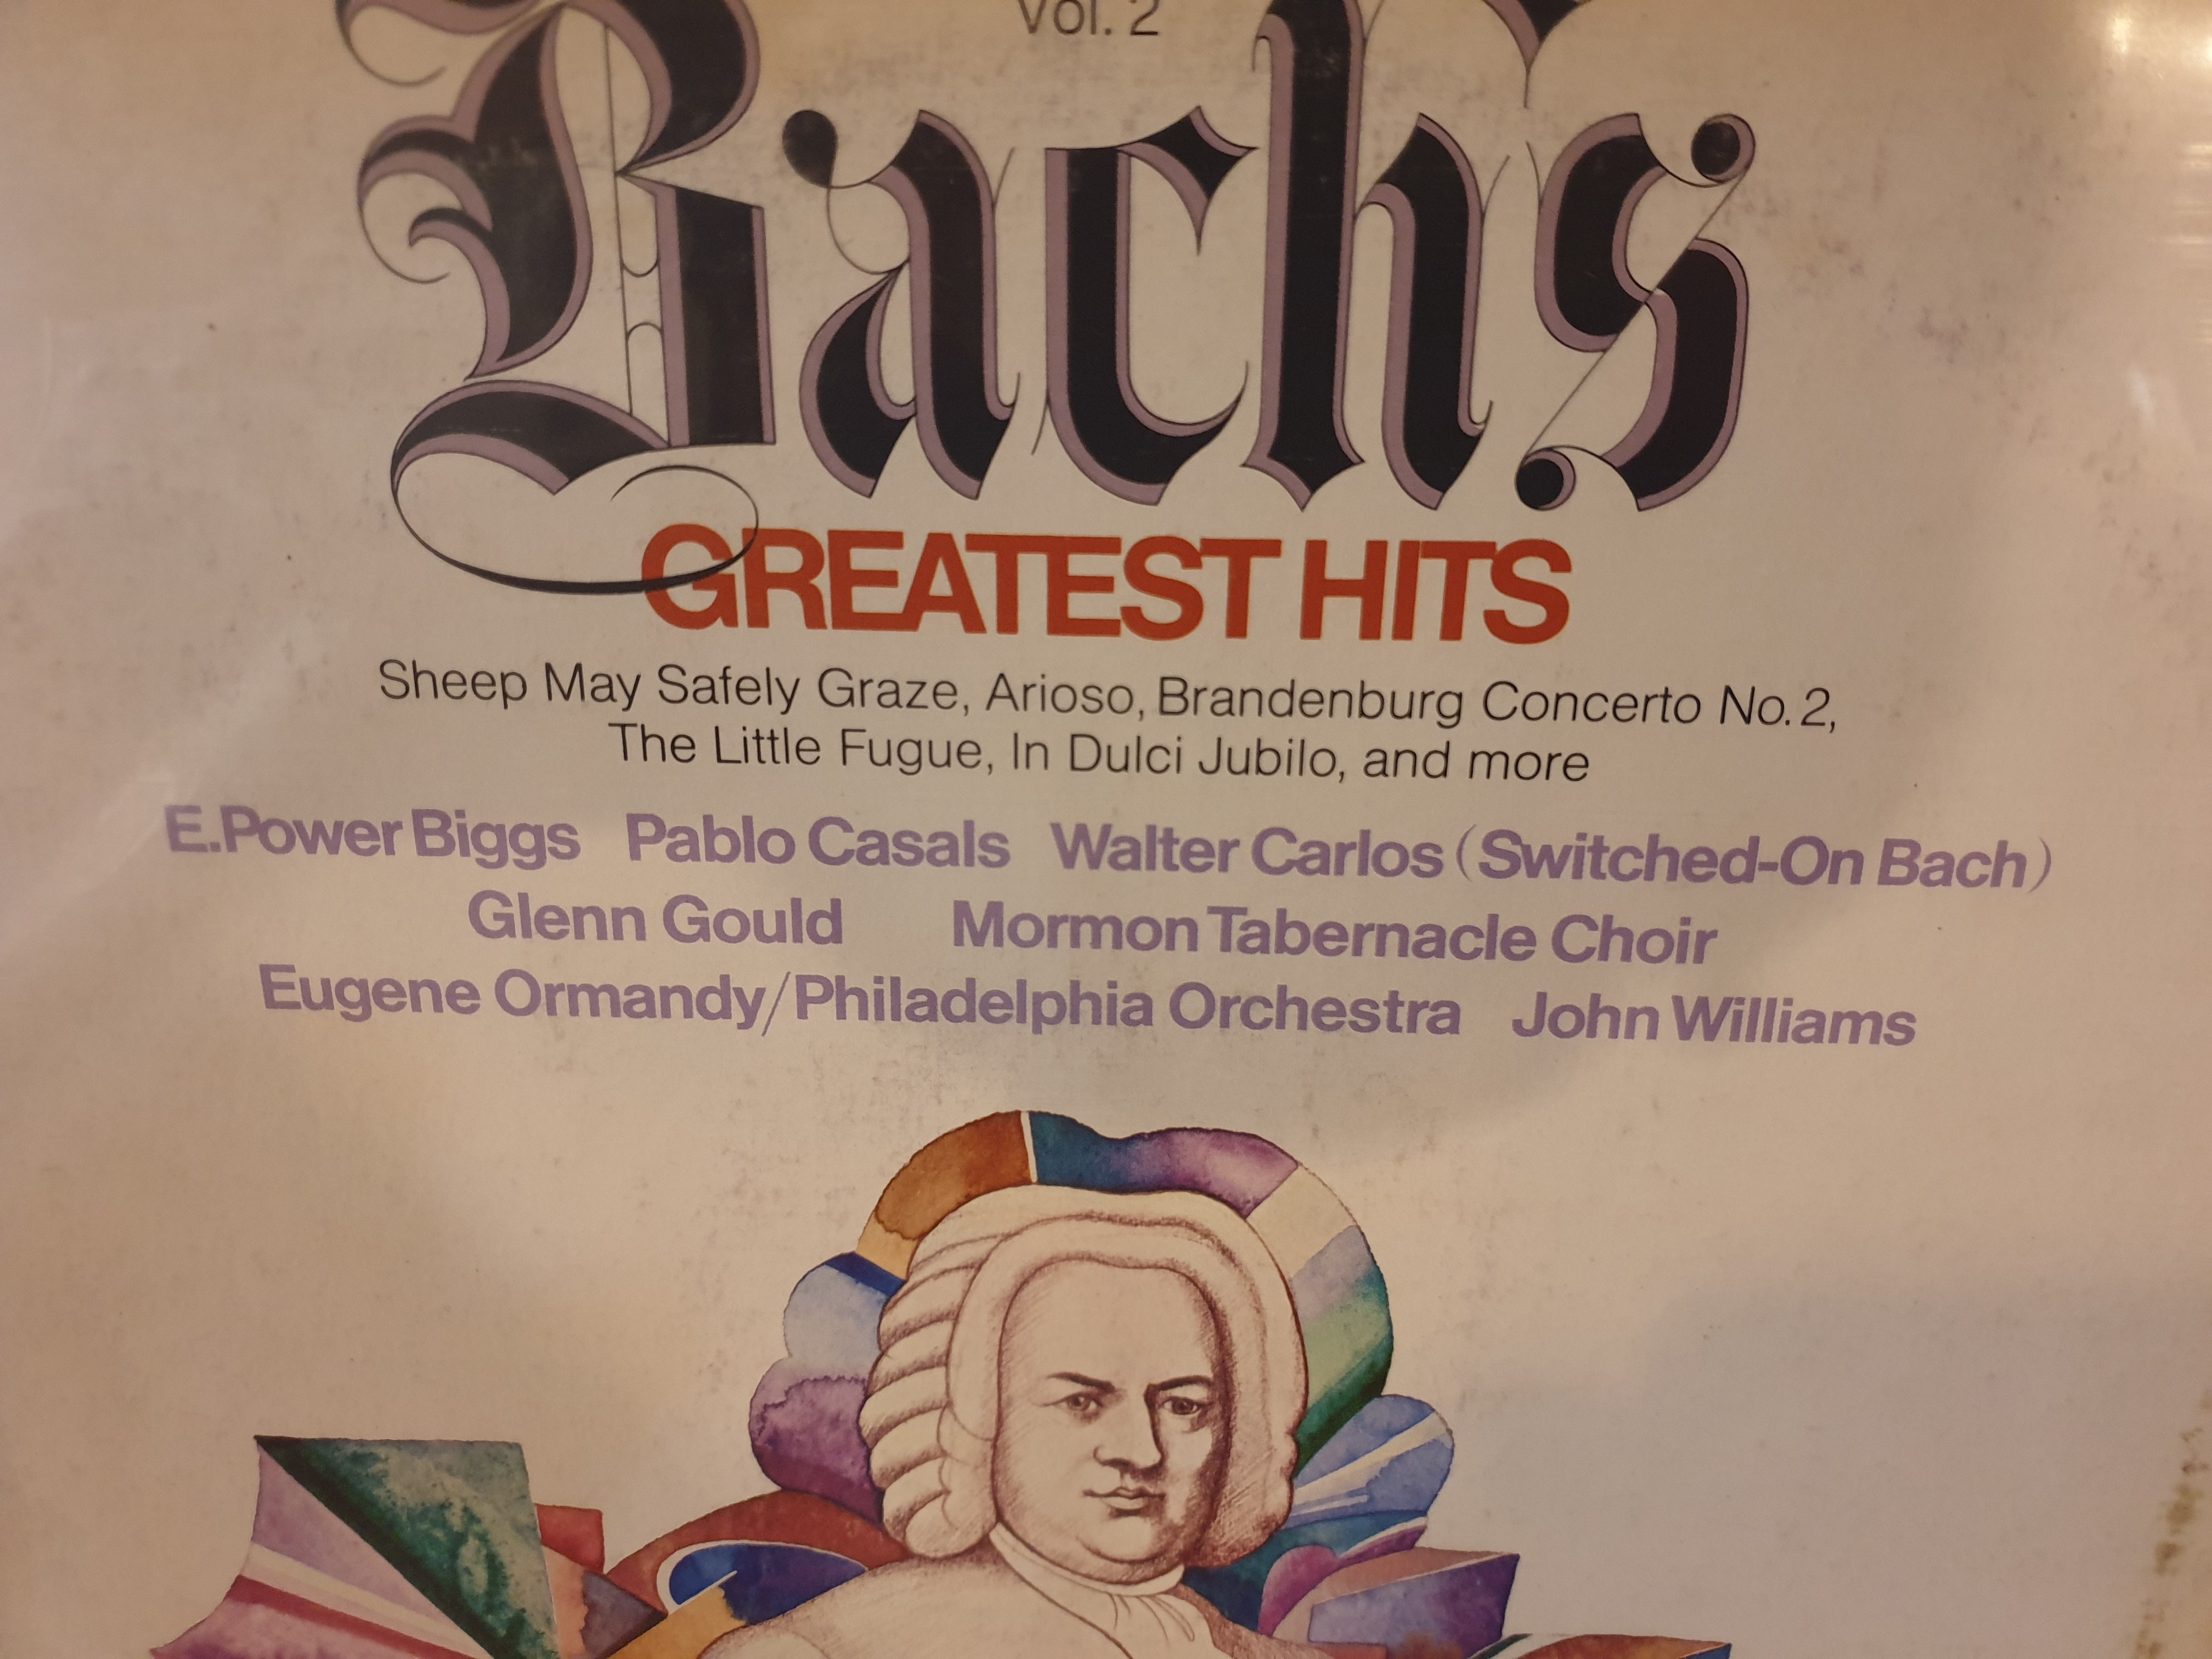 Vol. 2
Bach's
GREATEST HITS
Sheep May Safely Graze, Arioso, Brandenburg Concerto No. 2,
The Little Fugue, In Dulci Jubilo, and more
E. Power Biggs Pablo Casals Walter Carlos (Switched-On Bach)
Glenn Gould Mormon Tabernacle Choir
Eugene Ormandy/Philadelphia Orchestra John Williams